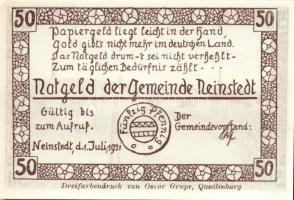 50 50
Papiergeld liegt leicht in der Hand,
Gold gibts nicht mehr im deutschen Land.
Das Notgeld drum - t sei nicht verhehlt -
Zum täglichen Bedürfnis zählt - - -
Notgeld der Gemeinde Neinstedt
Gültig bis
zum Aufruf.
Neinstedt, d. 1. Juli 1921
Fünfzig Pfennig
Der
Gemeindevorstand:
50 50
Dreifarbendruck von Oscar Grupe, Quedlinburg